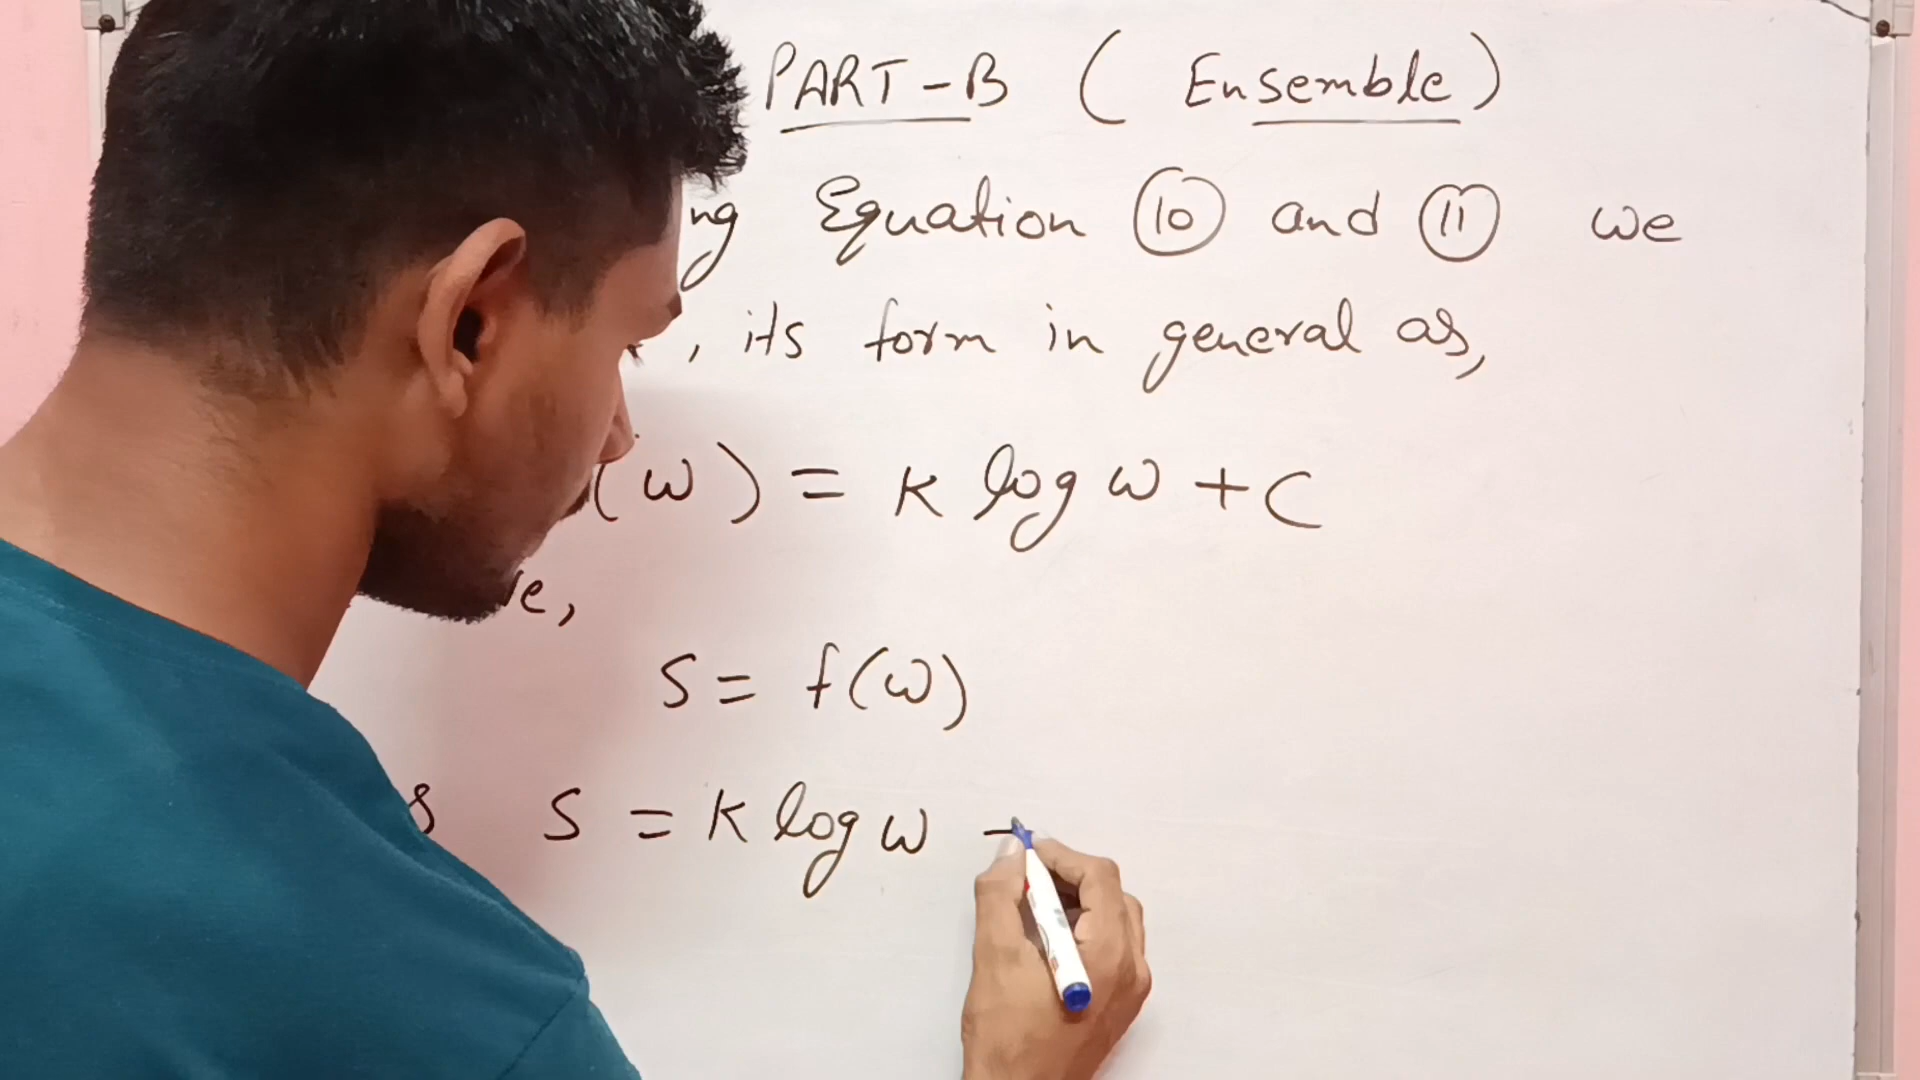 PART-B ( Ensemble )
ng Equation 10 and 11 we
, its form in general as,
(ω) = K log ω + C
e,
S = f(ω)
s S = K log ω -